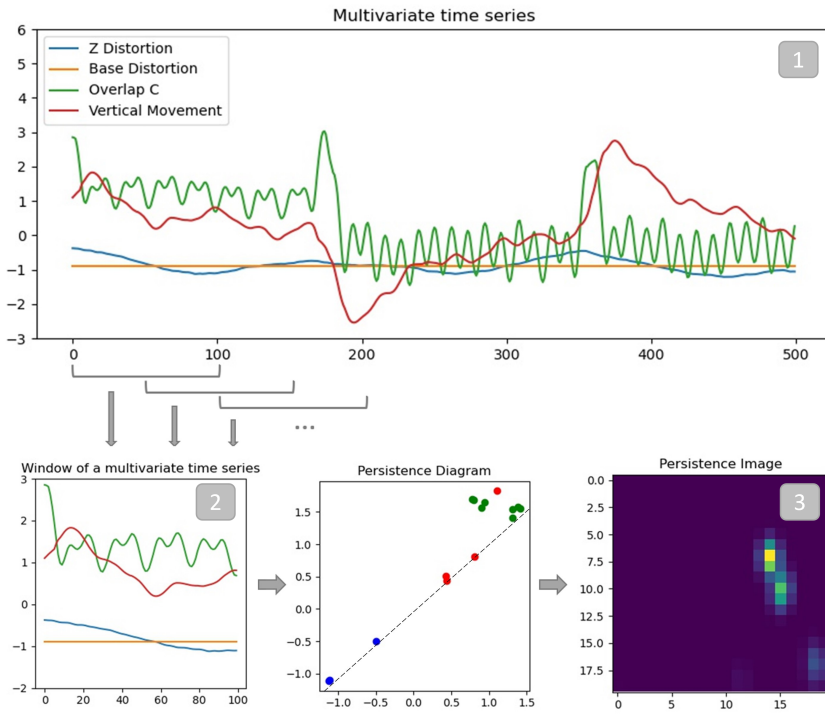 Multivariate time series
6
5
4
3
2
1
0
−1
−2
−3
Z Distortion
Base Distortion
Overlap C
Vertical Movement
1
0 100 200 300 400 500
...
Window of a multivariate time series
3
2
1
0
−1
−2
0 20 40 60 80 100
2
Persistence Diagram
1.5
1.0
0.5
0.0
−0.5
−1.0
−1.0 −0.5 0.0 0.5 1.0 1.5
Persistence Image
0.0
2.5
5.0
7.5
10.0
12.5
15.0
17.5
0 5 10 15
3